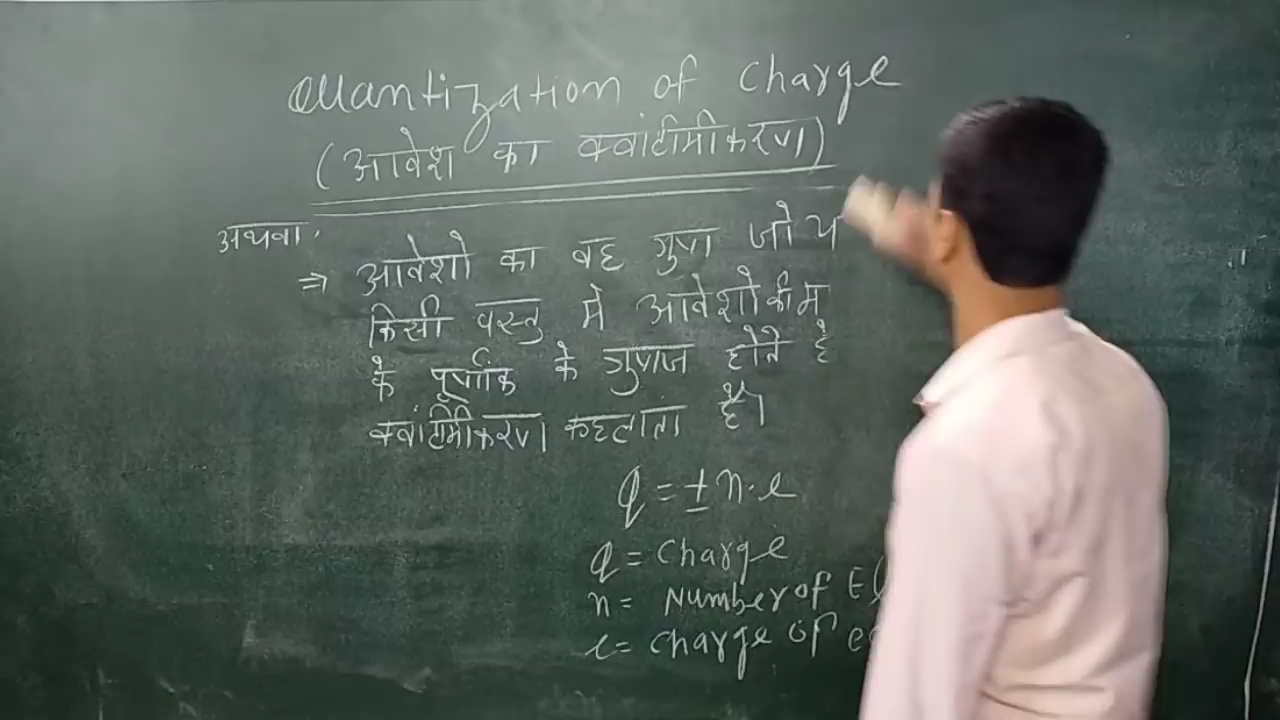 Quantization of Charge
(आवेश का क्वांटीमीकरण)
अथवा,
⇒ आवेशो का वह गुण जो य
किसी वस्तु मे आवेशो की म
के पूर्णांक के गुणज होते है
क्वांटीमीकरण कहलाता है।
q = ± n·e
q = Charge
n = Number of El
e = Charge of e